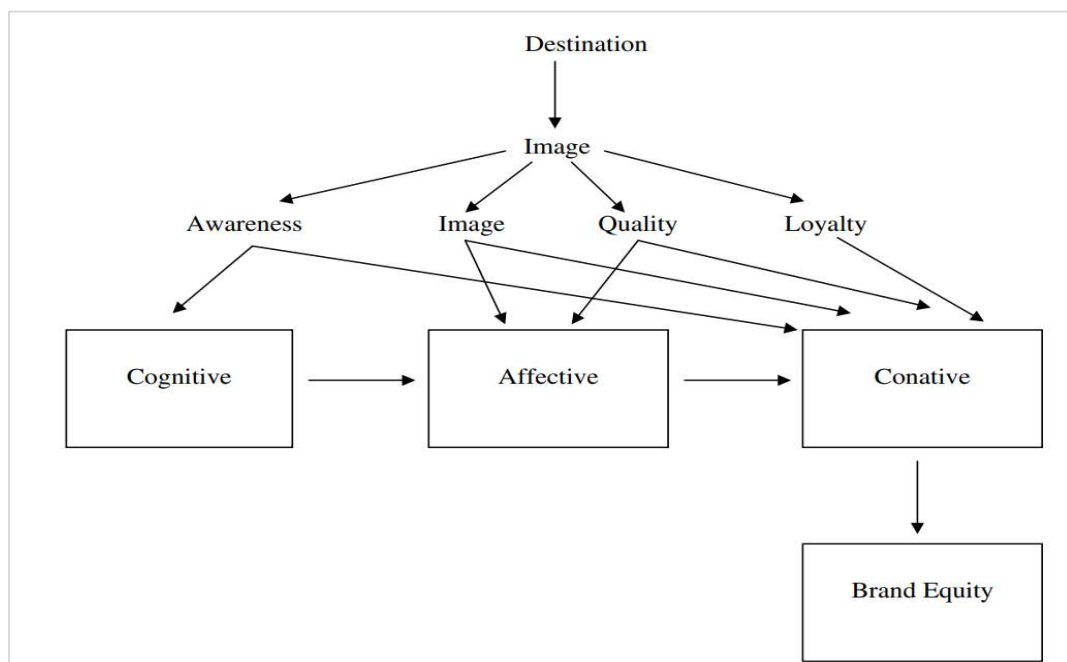 Destination
Image
Awareness Image Quality Loyalty
Cognitive Affective Conative
Brand Equity